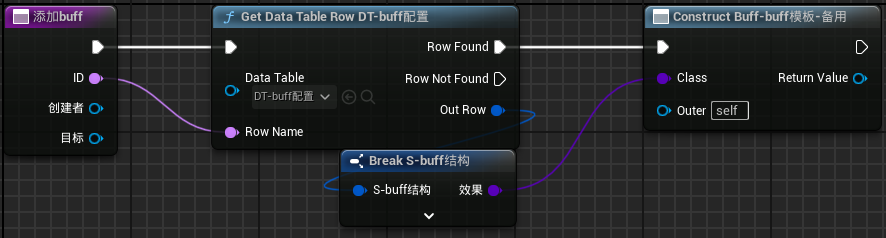 添加buff
ID
创建者
目标
Get Data Table Row DT-buff配置
Row Found
Data Table
DT-buff配置
Row Not Found
Out Row
Row Name
Break S-buff结构
S-buff结构
效果
Construct Buff-buff模板-备用
Class
Return Value
Outer
self